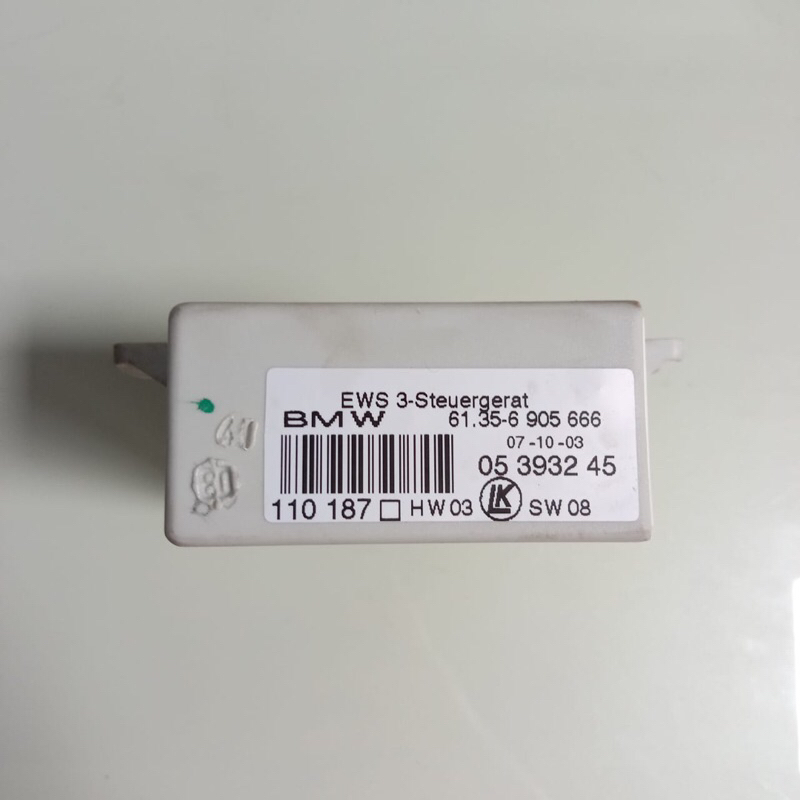 EWS 3-Steuergerat
BMW 61.35-6 905 666
07-10-03
05 3932 45
110 187 □ HW 03 LK SW 08